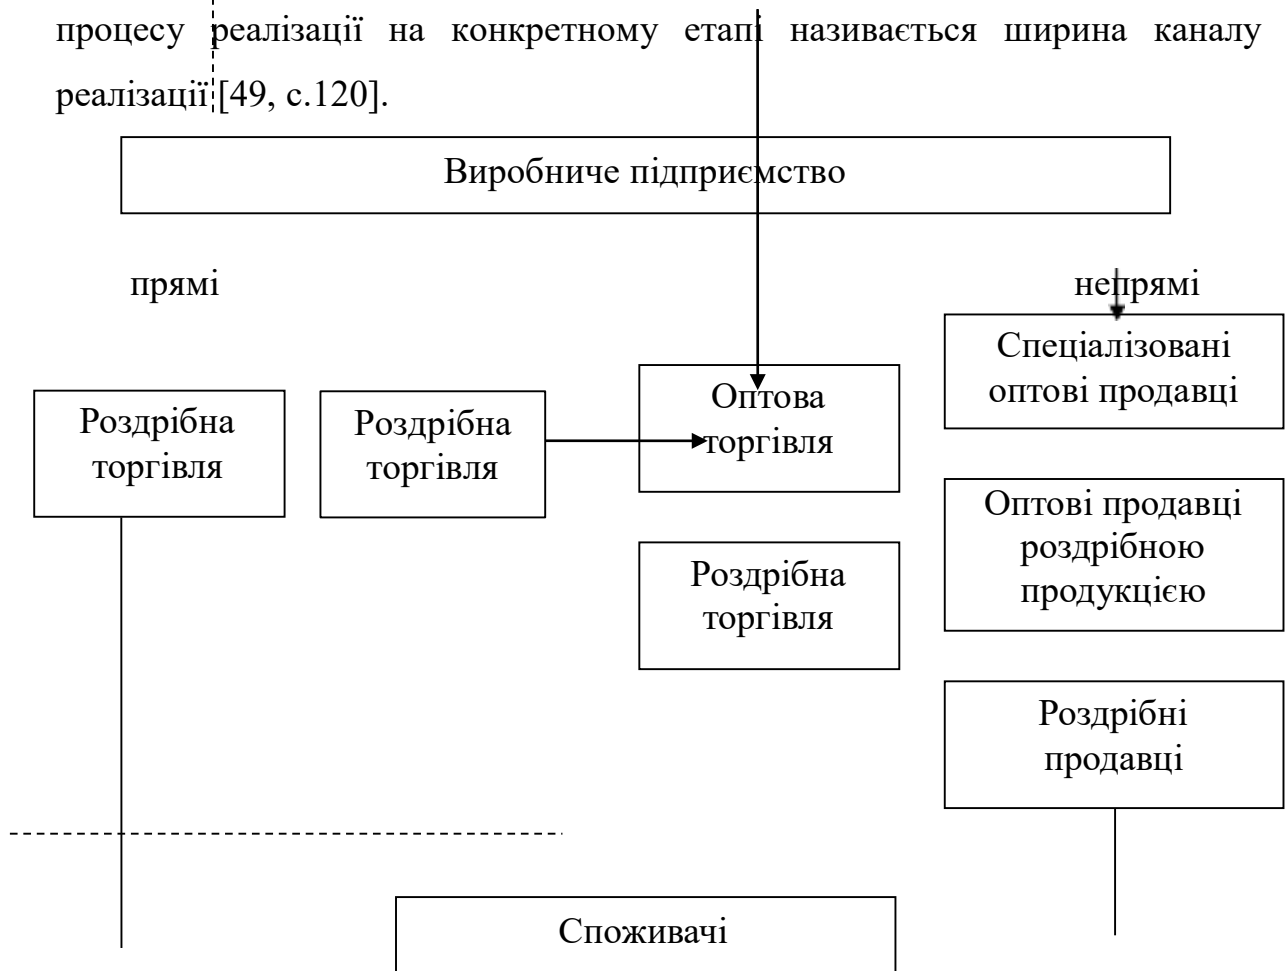 процесу реалізації на конкретному етапі називається ширина каналу
реалізації [49, с.120].
Виробниче підприємство
прямі
непрямі
Роздрібна
торгівля
Роздрібна
торгівля
Оптова
торгівля
Роздрібна
торгівля
Спеціалізовані
оптові продавці
Оптові продавці
роздрібною
продукцією
Роздрібні
продавці
Споживачі